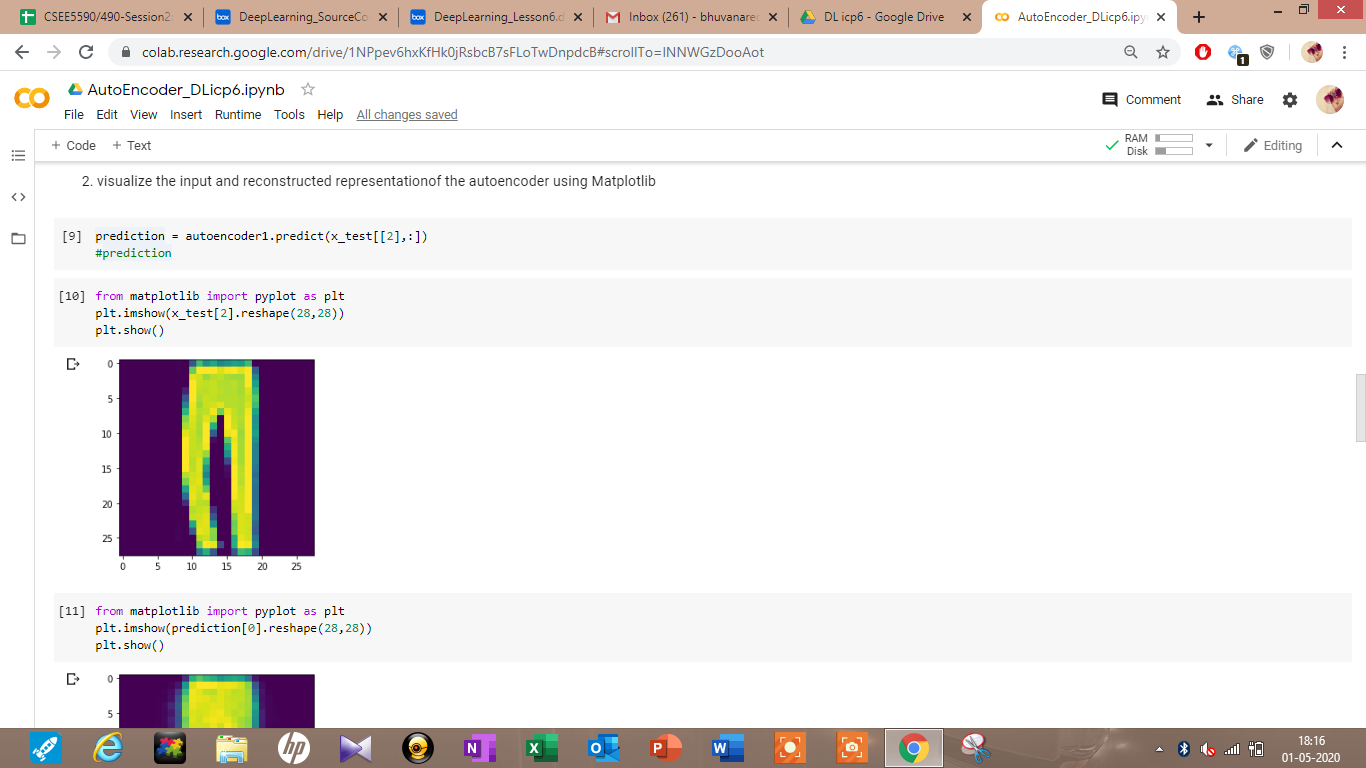 CSEE5590/490-Session2:
DeepLearning_SourceCo
DeepLearning_Lesson6.d
Inbox (261) - bhuvanared
DL icp6 - Google Drive
AutoEncoder_DLicp6.ipy
colab.research.google.com/drive/1NPpev6hxKfHk0jRsbcB7sFLoTwDnpdcB#scrollTo=lNNWGzDooAot
1
AutoEncoder_DLicp6.ipynb
Comment
Share
File Edit View Insert Runtime Tools Help All changes saved
+ Code + Text
RAM
Disk
Editing
2. visualize the input and reconstructed representationof the autoencoder using Matplotlib
[9] prediction = autoencoder1.predict(x_test[[2],:])
#prediction
[10] from matplotlib import pyplot as plt
plt.imshow(x_test[2].reshape(28,28))
plt.show()
0
5
10
15
20
25
0 5 10 15 20 25
[11] from matplotlib import pyplot as plt
plt.imshow(prediction[0].reshape(28,28))
plt.show()
0
5
hp
N
X
O
P
W
18:16
01-05-2020